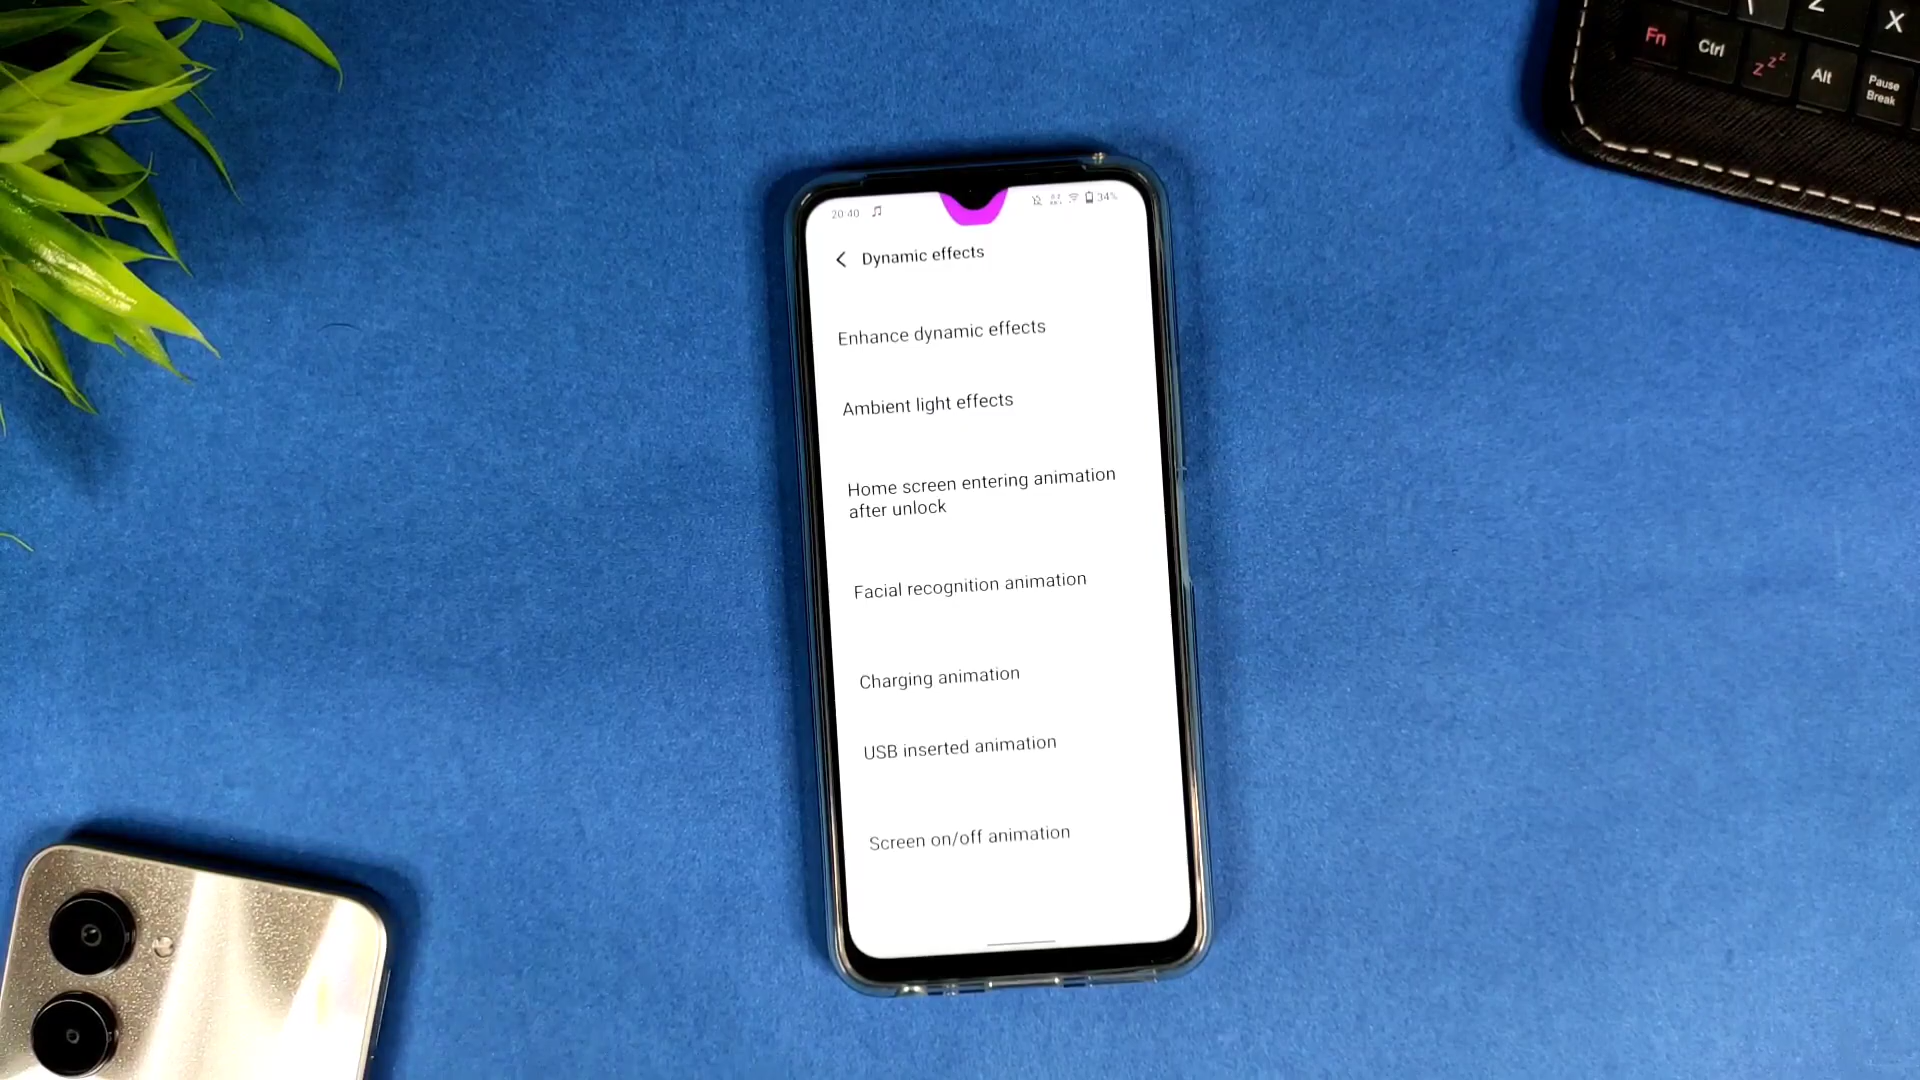 20:40 34%
Dynamic effects
Enhance dynamic effects
Ambient light effects
Home screen entering animation
after unlock
Facial recognition animation
Charging animation
USB inserted animation
Screen on/off animation
Z X
Fn Ctrl zzz Alt Pause
Break